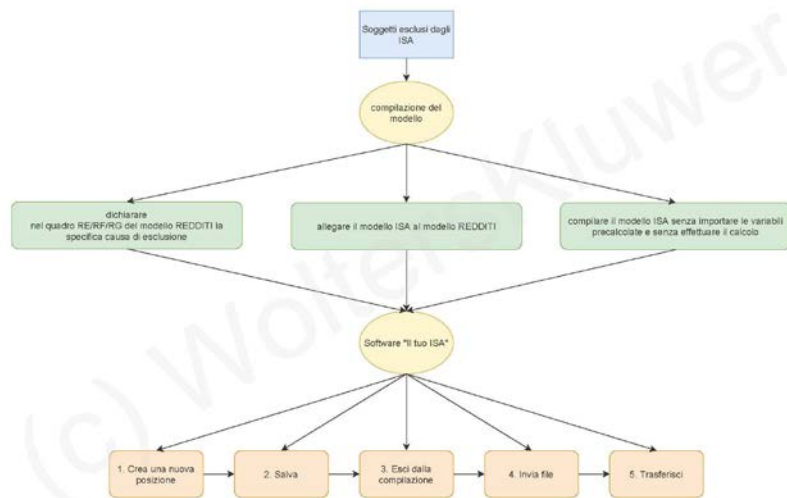 Soggetti esclusi dagli
ISA
compilazione del
modello
dichiarare
nel quadro RE/RF/RG del modello REDDITI la
specifica causa di esclusione
allegare il modello ISA al modello REDDITI
compilare il modello ISA senza importare le variabili
precalcolate e senza effettuare il calcolo
Software "Il tuo ISA"
1. Crea una nuova
posizione
2. Salva
3. Esci dalla
compilazione
4. Invia file
5. Trasferisci
(c) WoltersKluwer